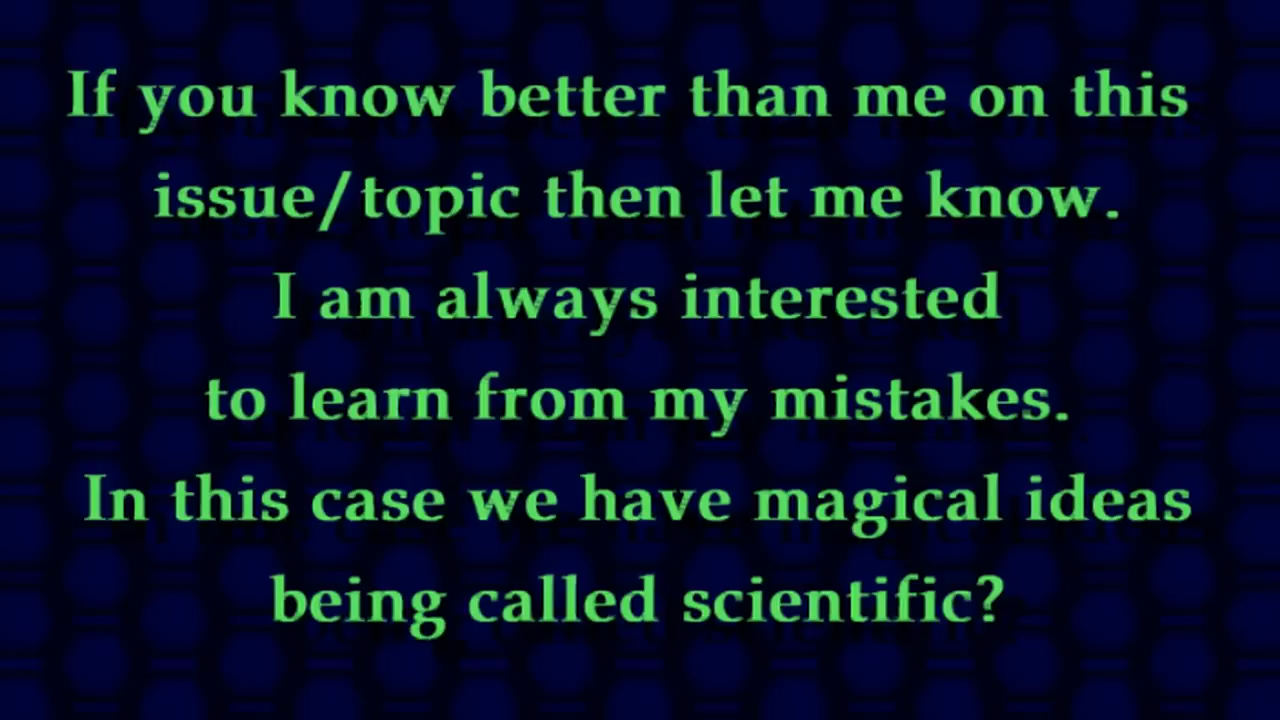 If you know better than me on this
issue/topic then let me know.
I am always interested
to learn from my mistakes.
In this case we have magical ideas
being called scientific?